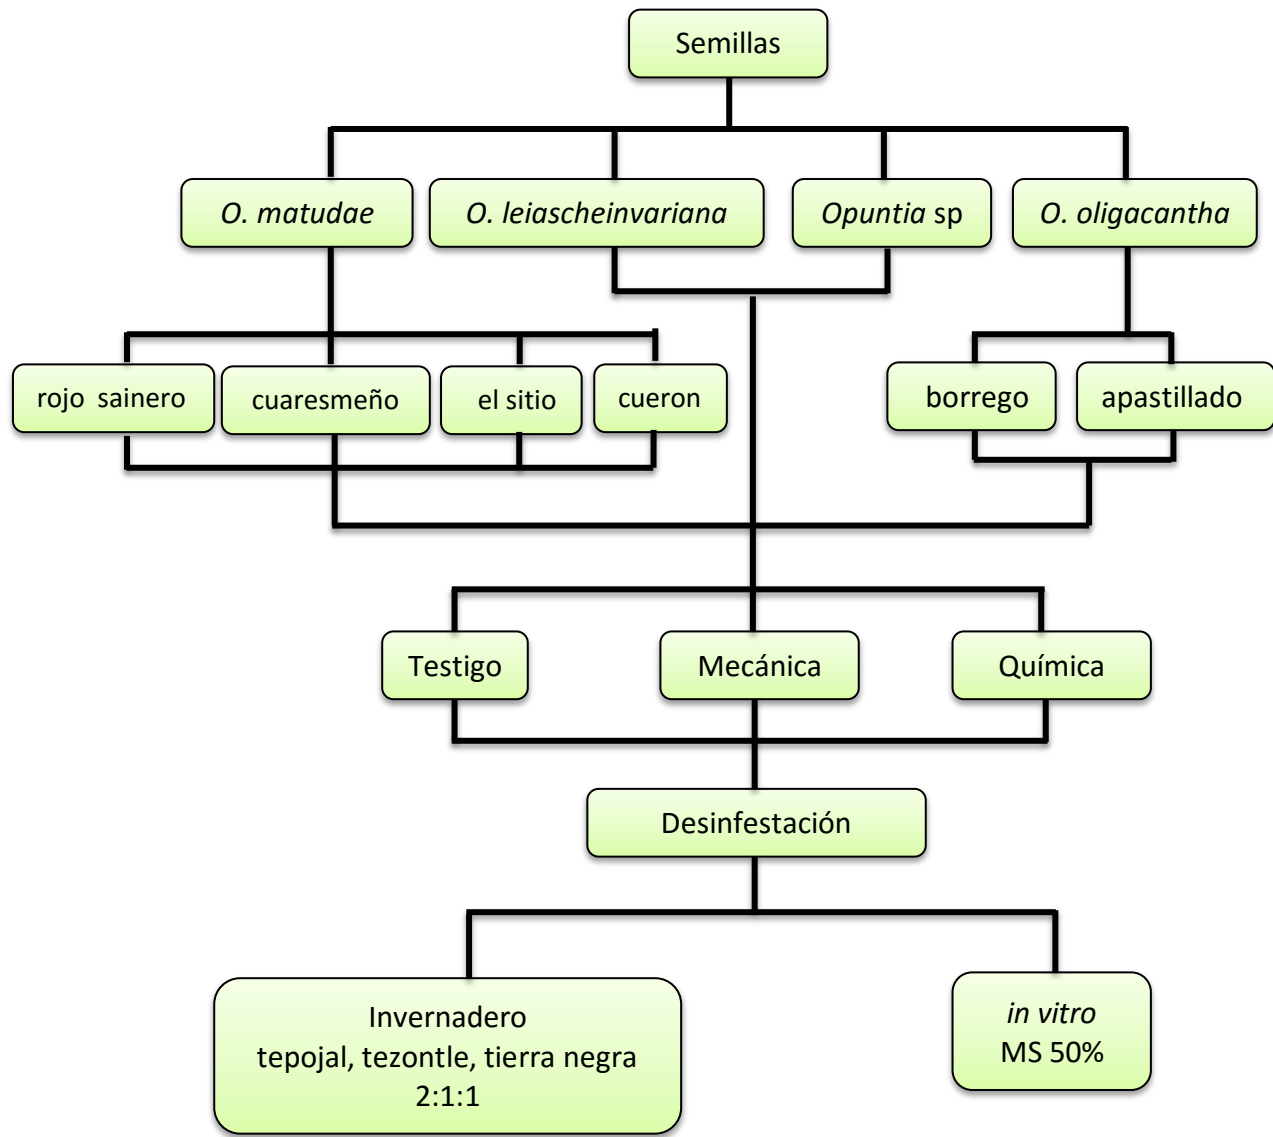 Semillas
O. matudae
O. leiascheinvariana
Opuntia sp
O. oligacantha
rojo sainero
cuaresmeño
el sitio
cueron
borrego
apastillado
Testigo
Mecánica
Química
Desinfestación
Invernadero
tepojal, tezontle, tierra negra
2:1:1
in vitro
MS 50%